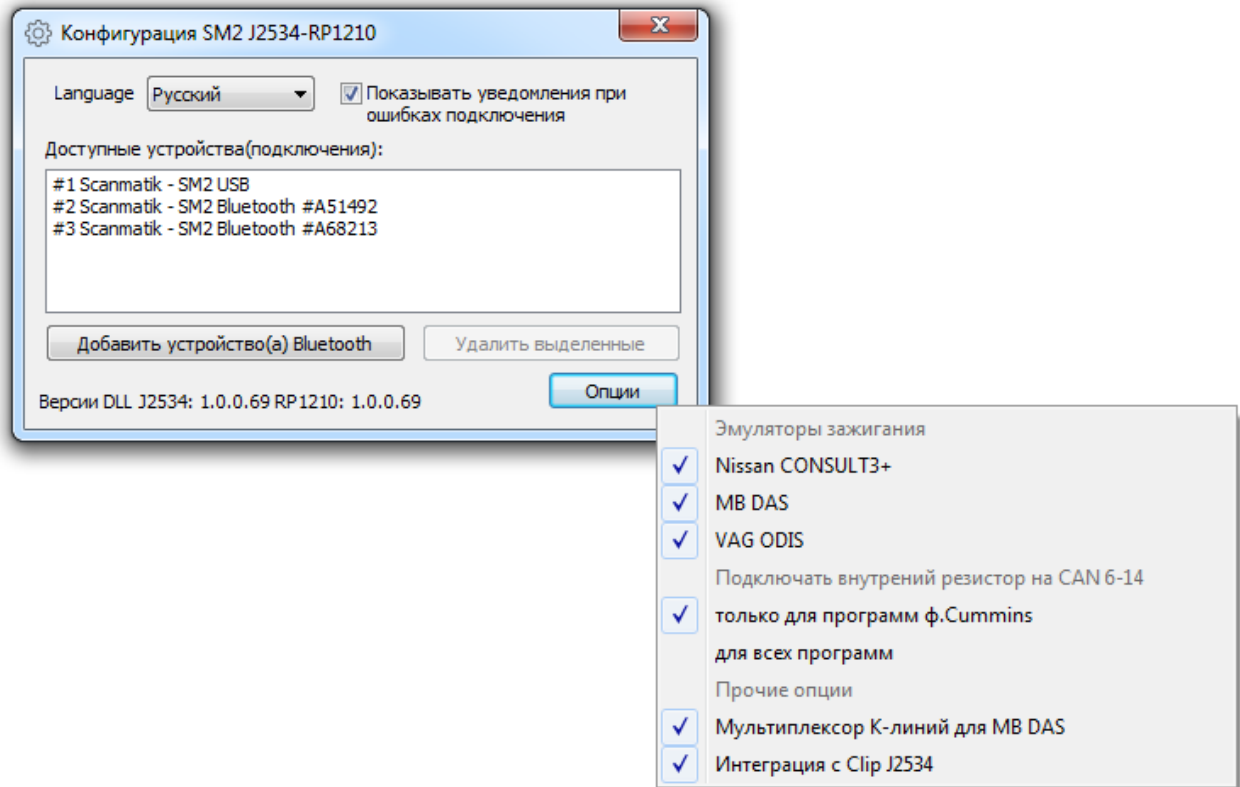 Конфигурация SM2 J2534-RP1210
Language Русский
Показывать уведомления при
ошибках подключения
Доступные устройства(подключения):
#1 Scanmatik - SM2 USB
#2 Scanmatik - SM2 Bluetooth #A51492
#3 Scanmatik - SM2 Bluetooth #A68213
Добавить устройство(а) Bluetooth
Удалить выделенные
Опции
Версии DLL J2534: 1.0.0.69 RP1210: 1.0.0.69
Эмуляторы зажигания
Nissan CONSULT3+
MB DAS
VAG ODIS
Подключать внутрений резистор на CAN 6-14
только для программ ф.Cummins
для всех программ
Прочие опции
Мультиплексор К-линий для MB DAS
Интеграция с Clip J2534